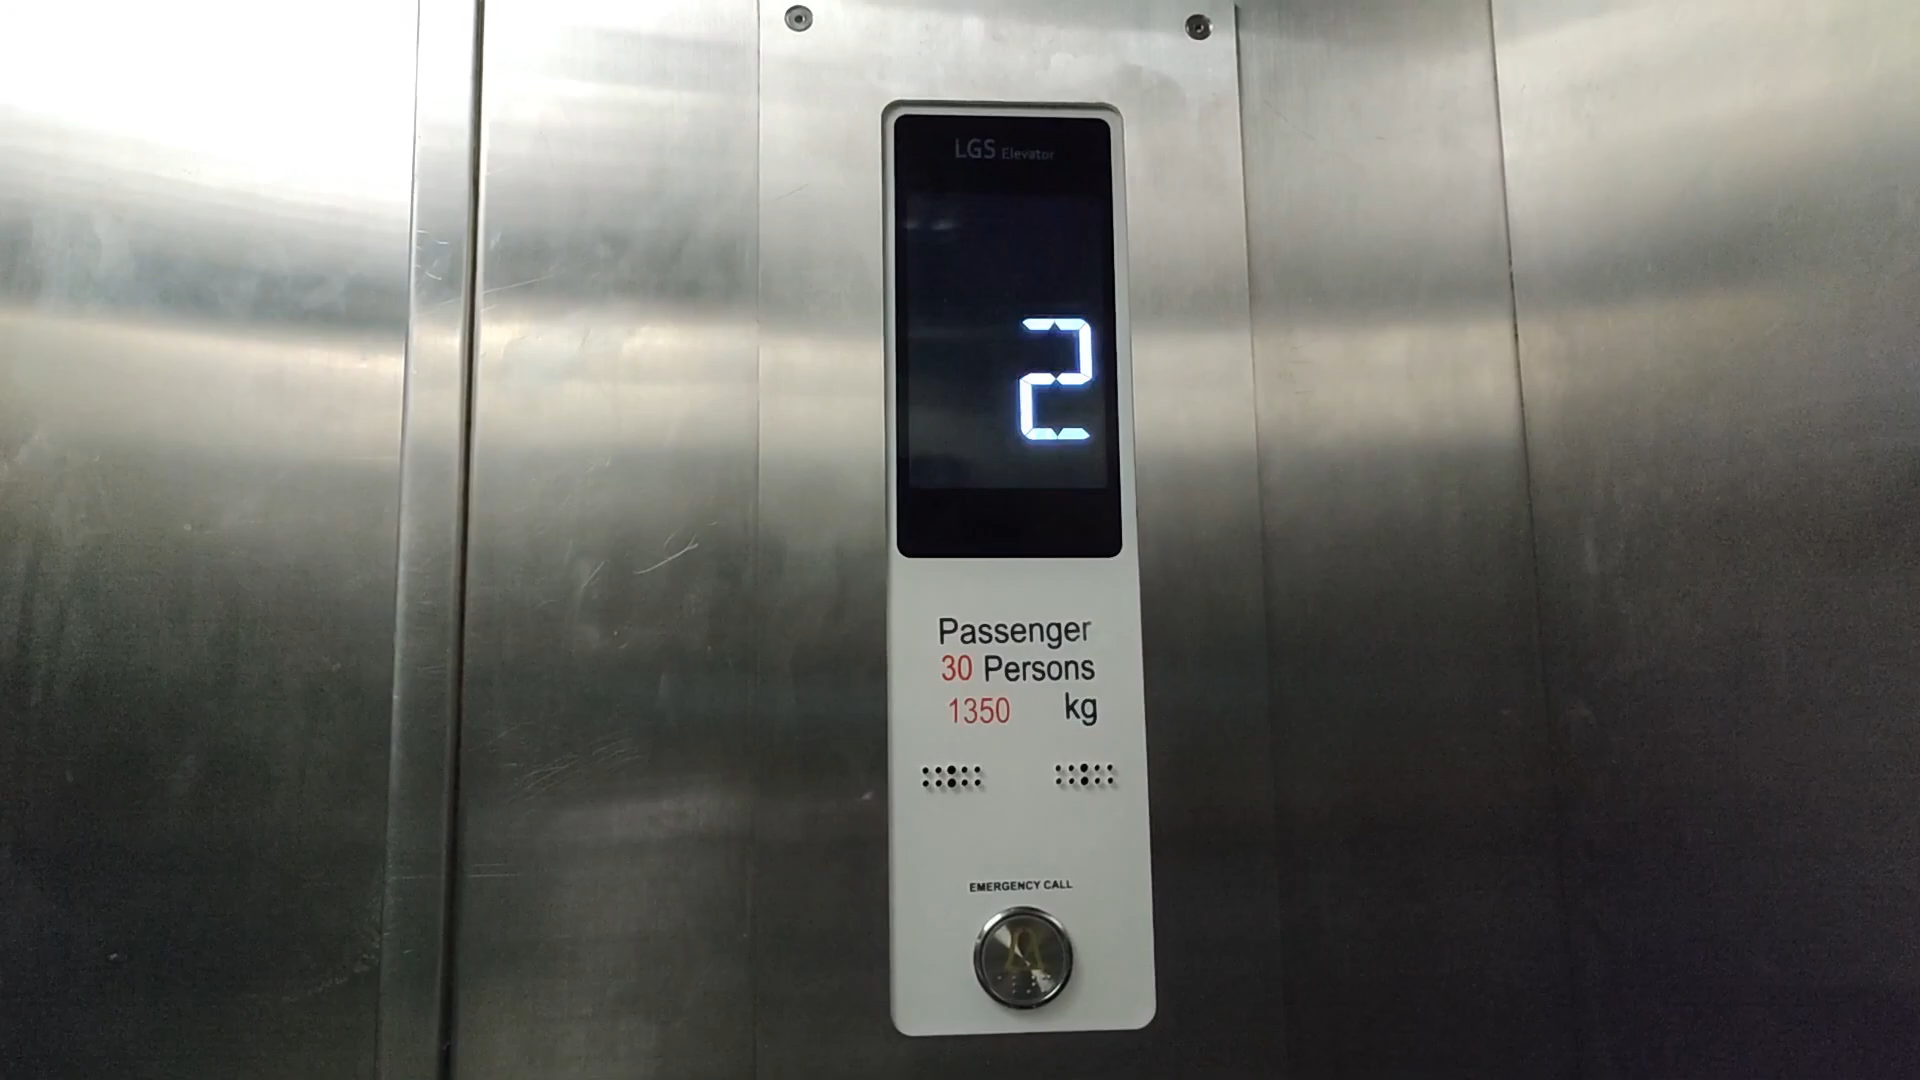 LGS Elevator
2
Passenger
30 Persons
1350 kg
EMERGENCY CALL